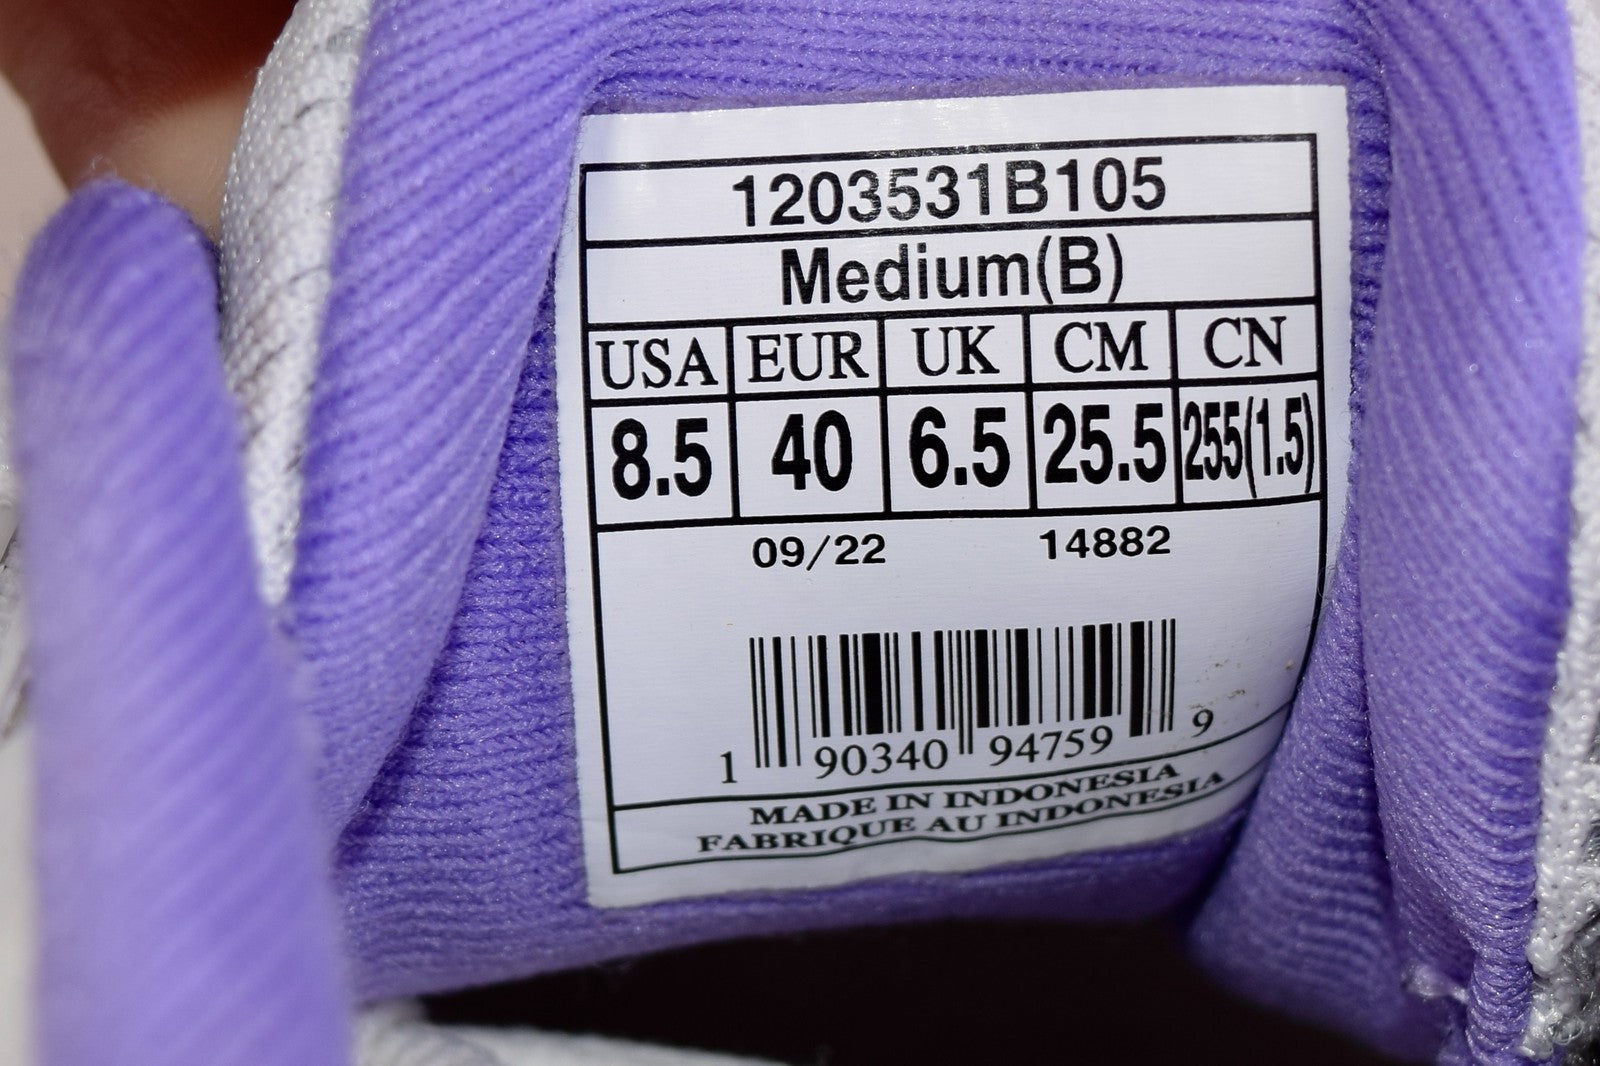 1203531B105
Medium(B)
USA EUR UK CM CN
8.5 40 6.5 25.5 255(1.5)
09/22 14882
1 90340 94759 9
MADE IN INDONESIA
FABRIQUE AU INDONESIA